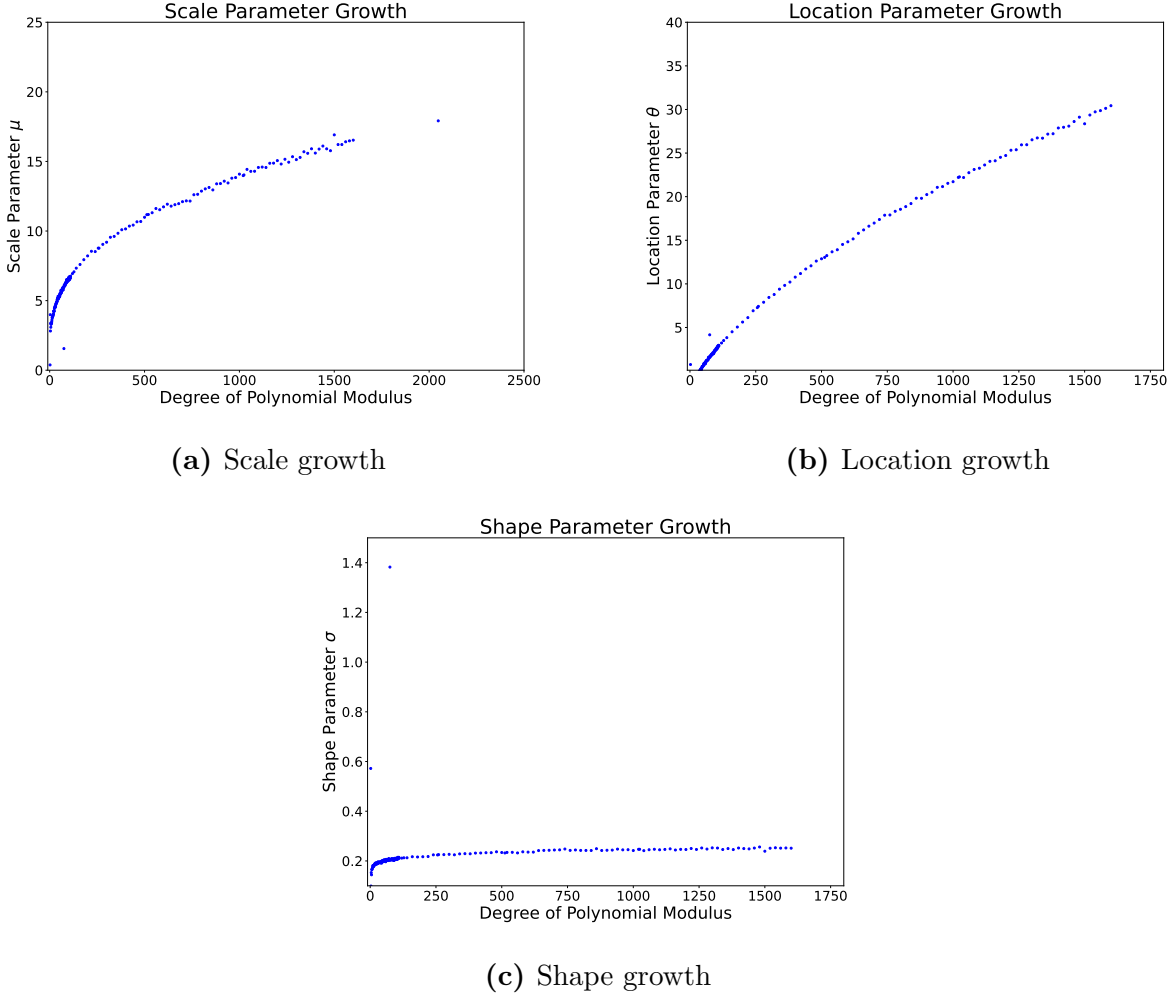 Scale Parameter Growth
25
20
15
10
5
0
Scale Parameter μ
0 500 1000 1500 2000 2500
Degree of Polynomial Modulus
(a) Scale growth
Location Parameter Growth
40
35
30
25
20
15
10
5
Location Parameter θ
0 250 500 750 1000 1250 1500 1750
Degree of Polynomial Modulus
(b) Location growth
Shape Parameter Growth
1.4
1.2
1.0
0.8
0.6
0.4
0.2
Shape Parameter σ
0 250 500 750 1000 1250 1500 1750
Degree of Polynomial Modulus
(c) Shape growth